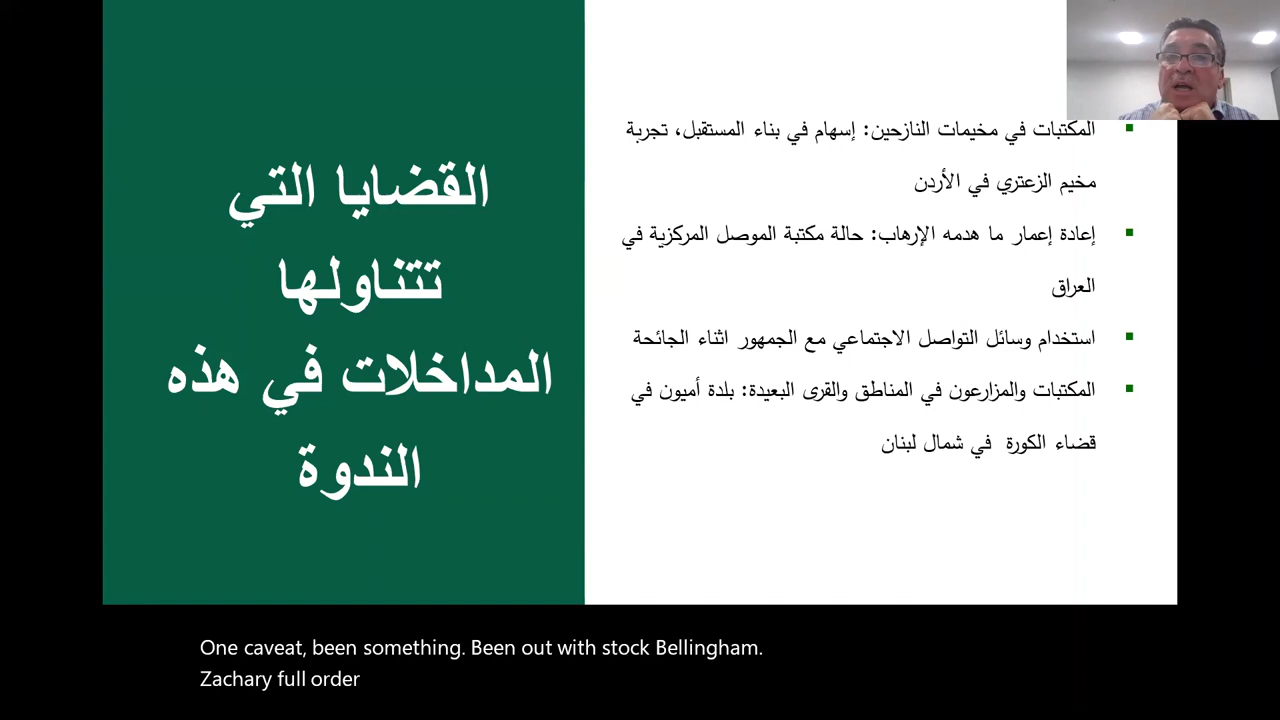 القضايا التي
تتناولها
المداخلات في هذه
الندوة
المكتبات في مخيمات النازحين: إسهام في بناء المستقبل، تجربة
مخيم الزعتري في الأردن
إعادة إعمار ما هدمه الإرهاب: حالة مكتبة الموصل المركزية في
العراق
استخدام وسائل التواصل الاجتماعي مع الجمهور اثناء الجائحة
المكتبات والمزارعون في المناطق والقرى البعيدة: بلدة أميون في
قضاء الكورة في شمال لبنان
One caveat, been something. Been out with stock Bellingham.
Zachary full order